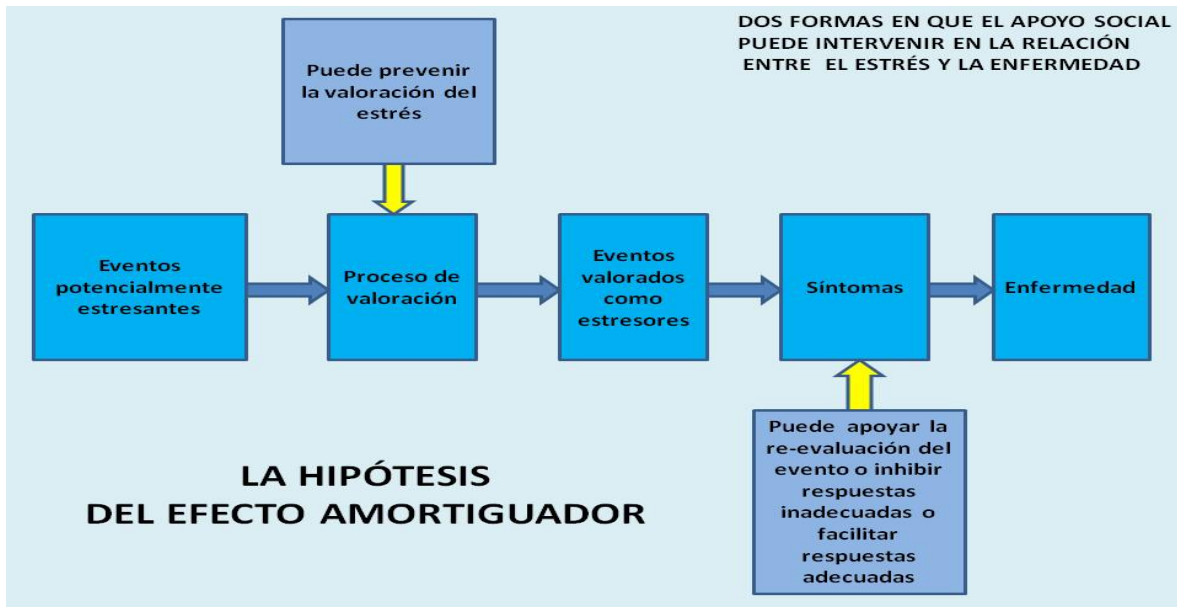 DOS FORMAS EN QUE EL APOYO SOCIAL
PUEDE INTERVENIR EN LA RELACIÓN
ENTRE EL ESTRÉS Y LA ENFERMEDAD
Puede prevenir
la valoración del
estrés
Eventos
potencialmente
estresantes
Proceso de
valoración
Eventos
valorados
como
estresores
Síntomas
Enfermedad
Puede apoyar la
re-evaluación del
evento o inhibir
respuestas
inadecuadas o
facilitar
respuestas
adecuadas
LA HIPÓTESIS
DEL EFECTO AMORTIGUADOR